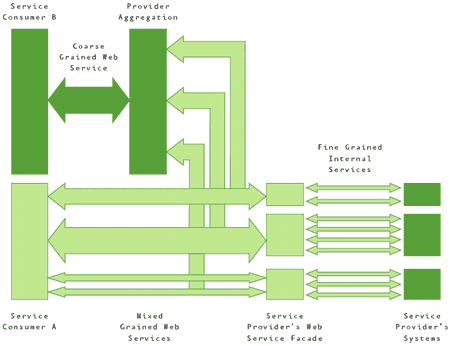 Service
Consumer B
Provider
Aggregation
Coarse
Grained Web
Service
Fine Grained
Internal
Services
Service
Consumer A
Mixed
Grained Web
Services
Service
Provider's Web
Service Facade
Service
Provider's
Systems